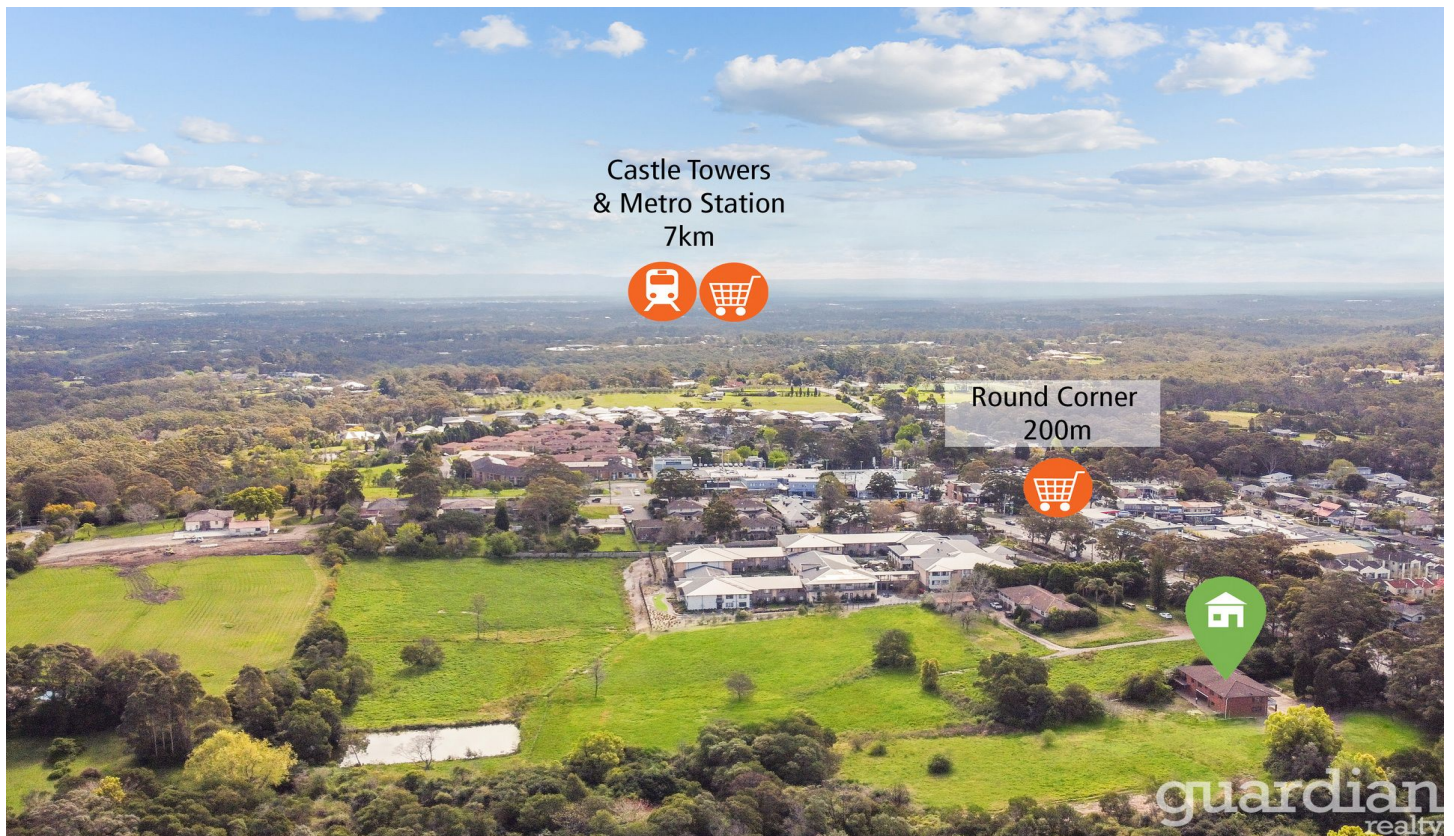 Castle Towers
& Metro Station
7km
Round Corner
200m
guardian
realty